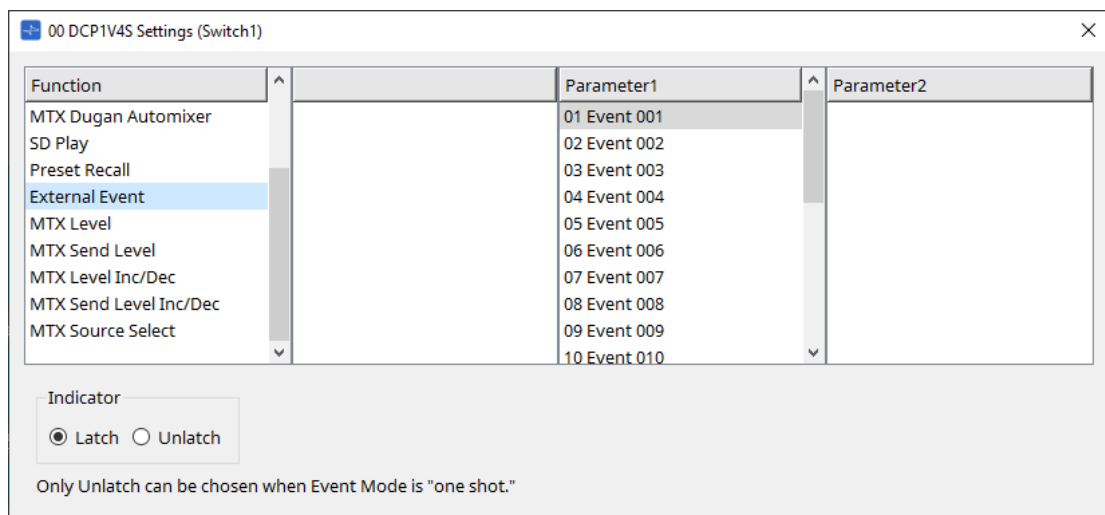 00 DCP1V4S Settings (Switch1)
Function
MTX Dugan Automixer
SD Play
Preset Recall
External Event
MTX Level
MTX Send Level
MTX Level Inc/Dec
MTX Send Level Inc/Dec
MTX Source Select
Parameter1
01 Event 001
02 Event 002
03 Event 003
04 Event 004
05 Event 005
06 Event 006
07 Event 007
08 Event 008
09 Event 009
10 Event 010
Parameter2
Indicator
Latch Unlatch
Only Unlatch can be chosen when Event Mode is "one shot."